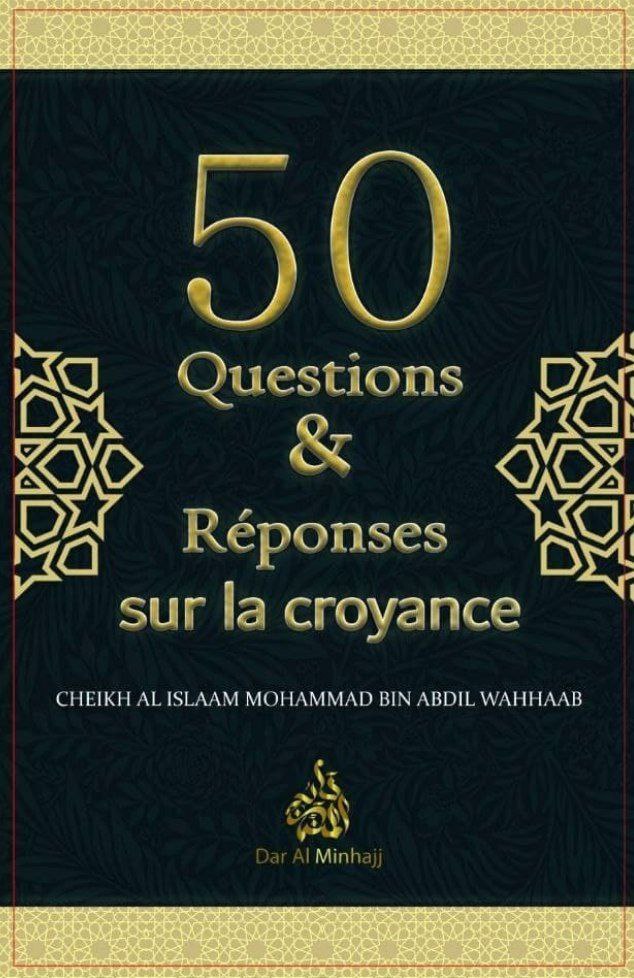 50
Questions
&
Réponses
sur la croyance
CHEIKH AL ISLAAM MOHAMMAD BIN ABDIL WAHHAAB
Dar Al Minhajj